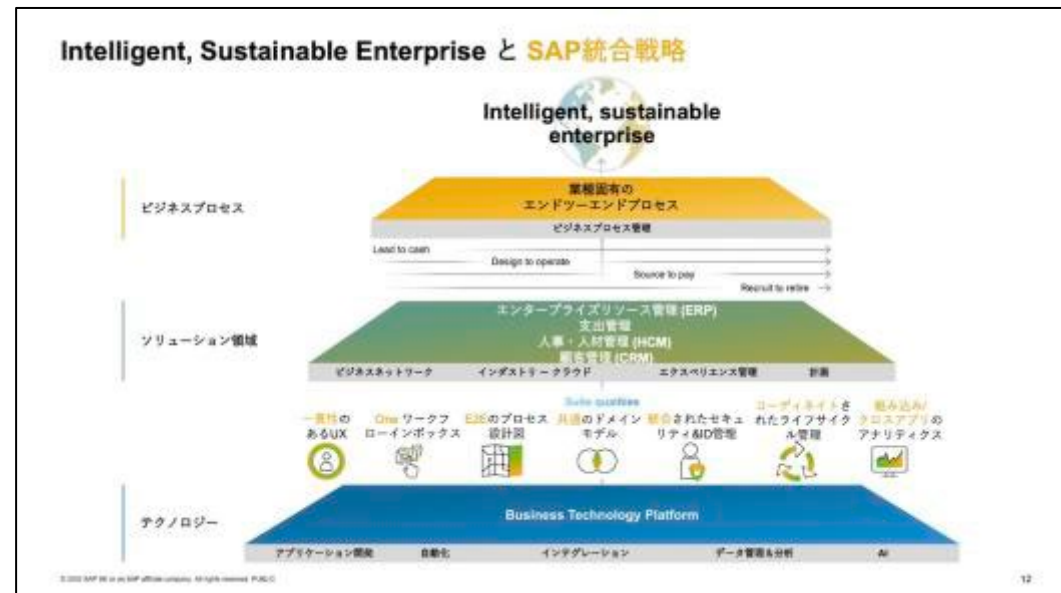 Intelligent, Sustainable Enterprise と SAP統合戦略
Intelligent, sustainable
enterprise
ビジネスプロセス
業種固有の
エンドツーエンドプロセス
ビジネスプロセス管理
Lead to cash
Design to operate
Source to pay
Recruit to retire
ソリューション領域
エンタープライズリソース管理 (ERP)
支出管理
人事・人材管理 (HCM)
顧客管理 (CRM)
ビジネスネットワーク インダストリークラウド エクスペリエンス管理 計画
Suite qualities
一貫性の
あるUX
One ワークフ
ローインボックス
E2Eのプロセス
設計図
共通のドメイン
モデル
統合されたセキュ
リティ&ID管理
コーディネイトさ
れたライフサイク
ル管理
組み込み/
クロスアプリの
アナリティクス
テクノロジー
Business Technology Platform
アプリケーション開発 自動化 インテグレーション データ管理&分析 AI
SAP SE or an SAP affiliate company. All rights reserved. PUBLIC
12